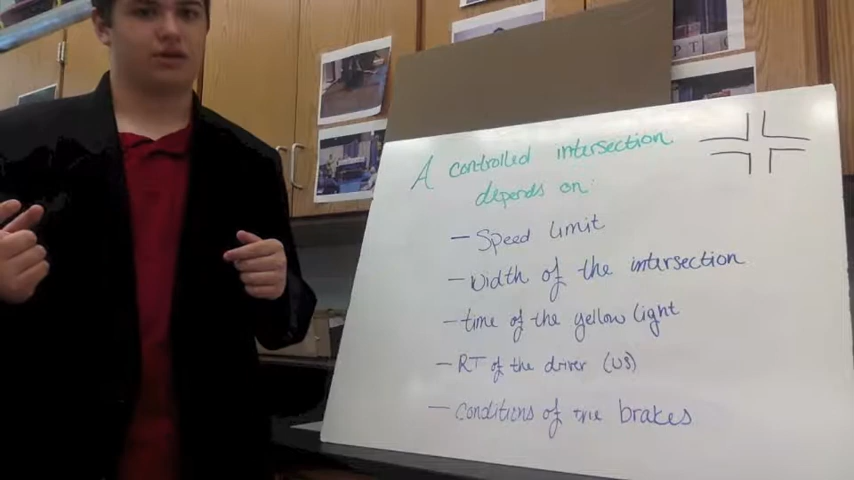 A controlled intersection
depends on:
- Speed limit
- Width of the intersection
- time of the yellow light
- RT of the driver (us)
- Conditions of the brakes